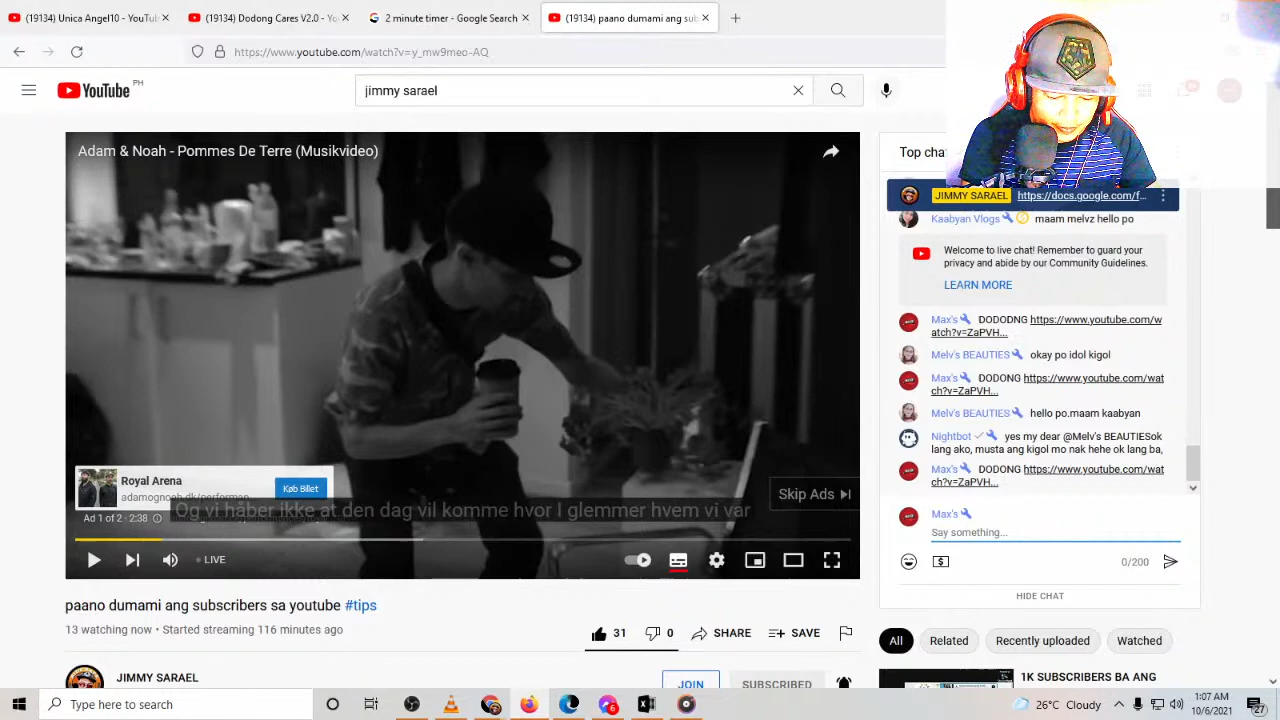 (19134) Unica Angel10 - YouTu
(19134) Dodong Cares V2.0 - Yo
2 minute timer - Google Search
(19134) paano dumami ang sub
https://www.youtube.com/watch?v=y_mw9meo-AQ
YouTube PH
jimmy sarael
Adam & Noah - Pommes De Terre (Musikvideo)
Royal Arena
adamognoah.dk/performan
Køb Billet
Og vi håber ikke at den dag vil komme hvor I glemmer hvem vi var
Skip Ads
Ad 1 of 2 · 2:38
LIVE
paano dumami ang subscribers sa youtube #tips
13 watching now • Started streaming 116 minutes ago
31
0
SHARE
SAVE
JIMMY SARAEL
JOIN
SUBSCRIBED
Top cha
JIMMY SARAEL https://docs.google.com/f...
Kaabyan Vlogs maam melvz hello po
Welcome to live chat! Remember to guard your
privacy and abide by our Community Guidelines.
LEARN MORE
Max's DODODNG https://www.youtube.com/w
atch?v=ZaPVH...
Melv's BEAUTIES okay po idol kigol
Max's DODONG https://www.youtube.com/wat
ch?v=ZaPVH...
Melv's BEAUTIES hello po.maam kaabyan
Nightbot yes my dear @Melv's BEAUTIESok
lang ako, musta ang kigol mo nak hehe ok lang ba,
Max's DODONG https://www.youtube.com/wat
ch?v=ZaPVH...
Max's
Say something...
0/200
HIDE CHAT
All
Related
Recently uploaded
Watched
1K SUBSCRIBERS BA ANG
Type here to search
26°C Cloudy
1:07 AM
10/6/2021
27